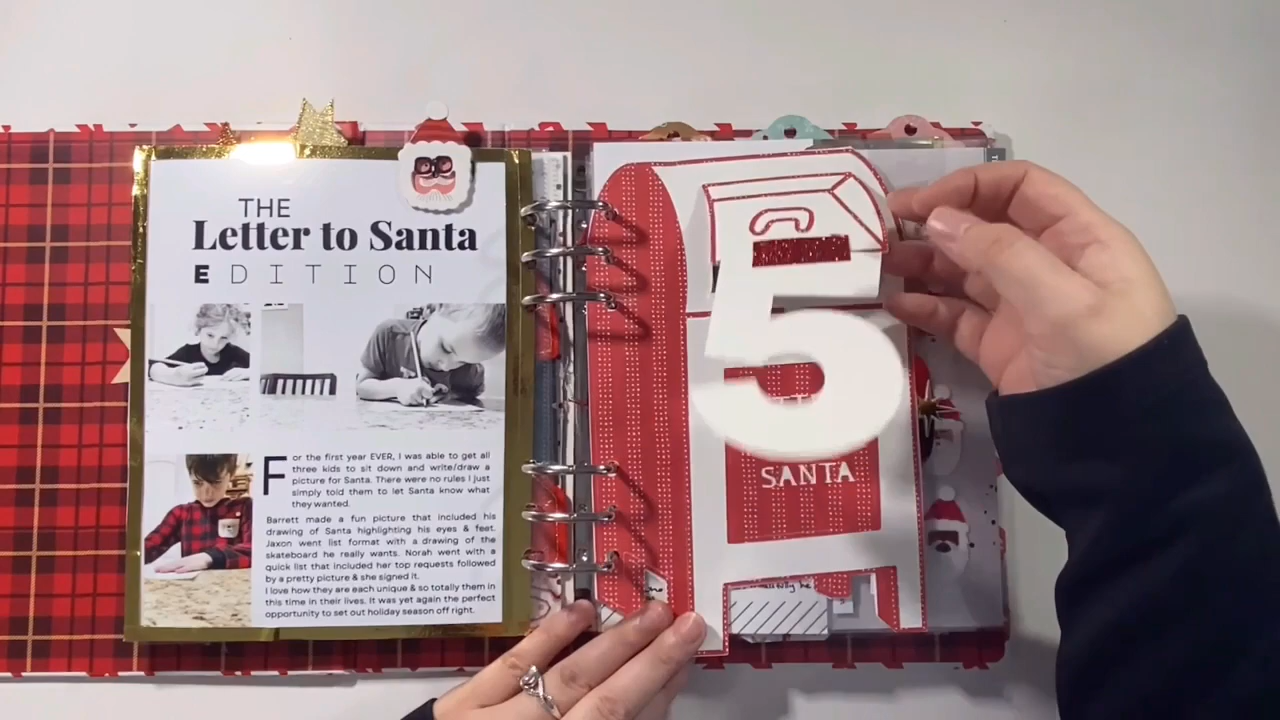 THE
Letter to Santa
EDITION
For the first year EVER, I was able to get all
three kids to sit down and write/draw a
picture for Santa. There were no rules I just
simply told them to let Santa know what
they wanted.
Barrett made a fun picture that included his
drawing of Santa highlighting his eyes & feet.
Jaxon went list format with a drawing of the
skateboard he really wants. Norah went with a
quick list that included her top requests followed
by a pretty picture & she signed it.
I love how they are each unique & so totally them in
this time in their lives. It was yet again the perfect
opportunity to set out holiday season off right.
5
SANTA